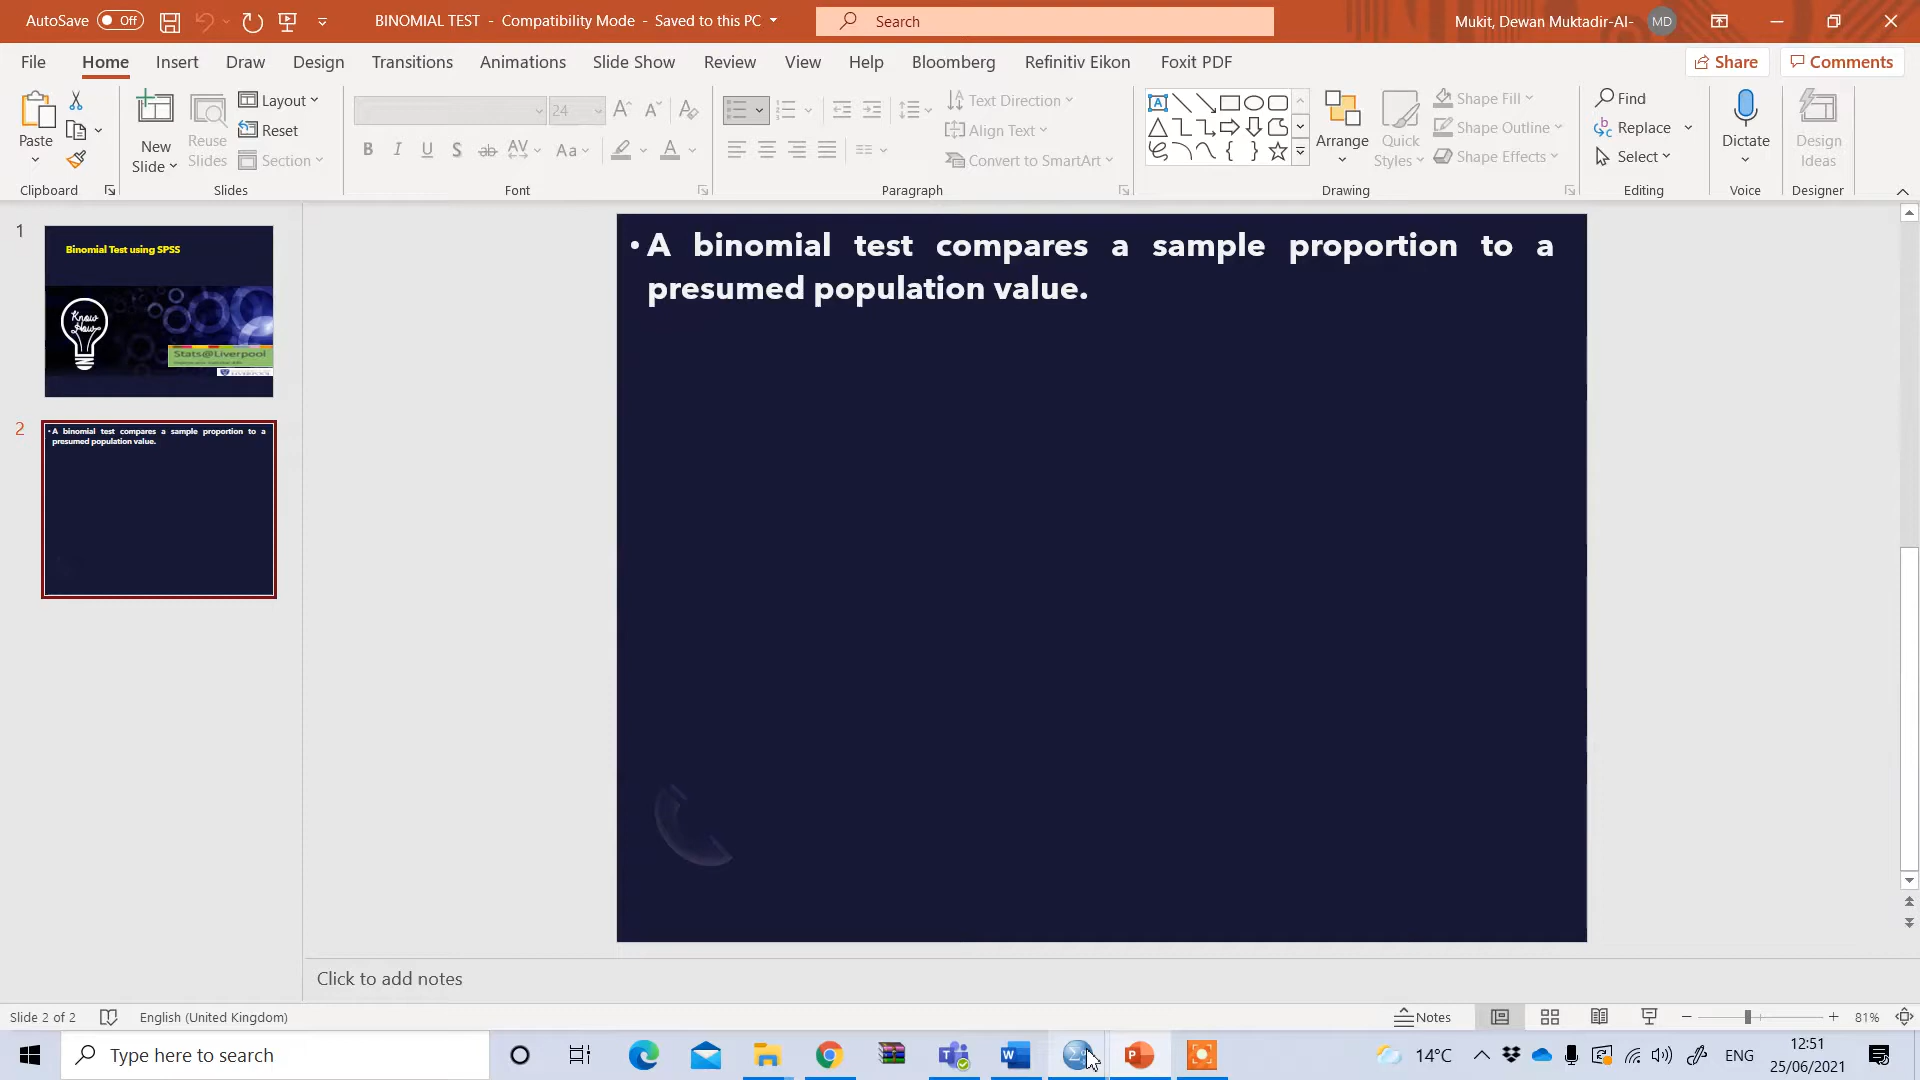 AutoSave Off BINOMIAL TEST - Compatibility Mode - Saved to this PC Search Mukit, Dewan Muktadir-Al- MD
File Home Insert Draw Design Transitions Animations Slide Show Review View Help Bloomberg Refinitiv Eikon Foxit PDF Share Comments
Paste
New Slide
Reuse Slides
Layout
Reset
Section
24
B I U S ab AV Aa A
Text Direction
Align Text
Convert to SmartArt
Arrange
Quick Styles
Shape Fill
Shape Outline
Shape Effects
Find
Replace
Select
Dictate
Design Ideas
Clipboard Slides Font Paragraph Drawing Editing Voice Designer
1
Binomial Test using SPSS
Know
How
Stats@Liverpool
2
• A binomial test compares a sample proportion to a
presumed population value.
• A binomial test compares a sample proportion to a
presumed population value.
Click to add notes
Slide 2 of 2 English (United Kingdom) Notes 81%
Type here to search 14°C ENG 12:51
25/06/2021